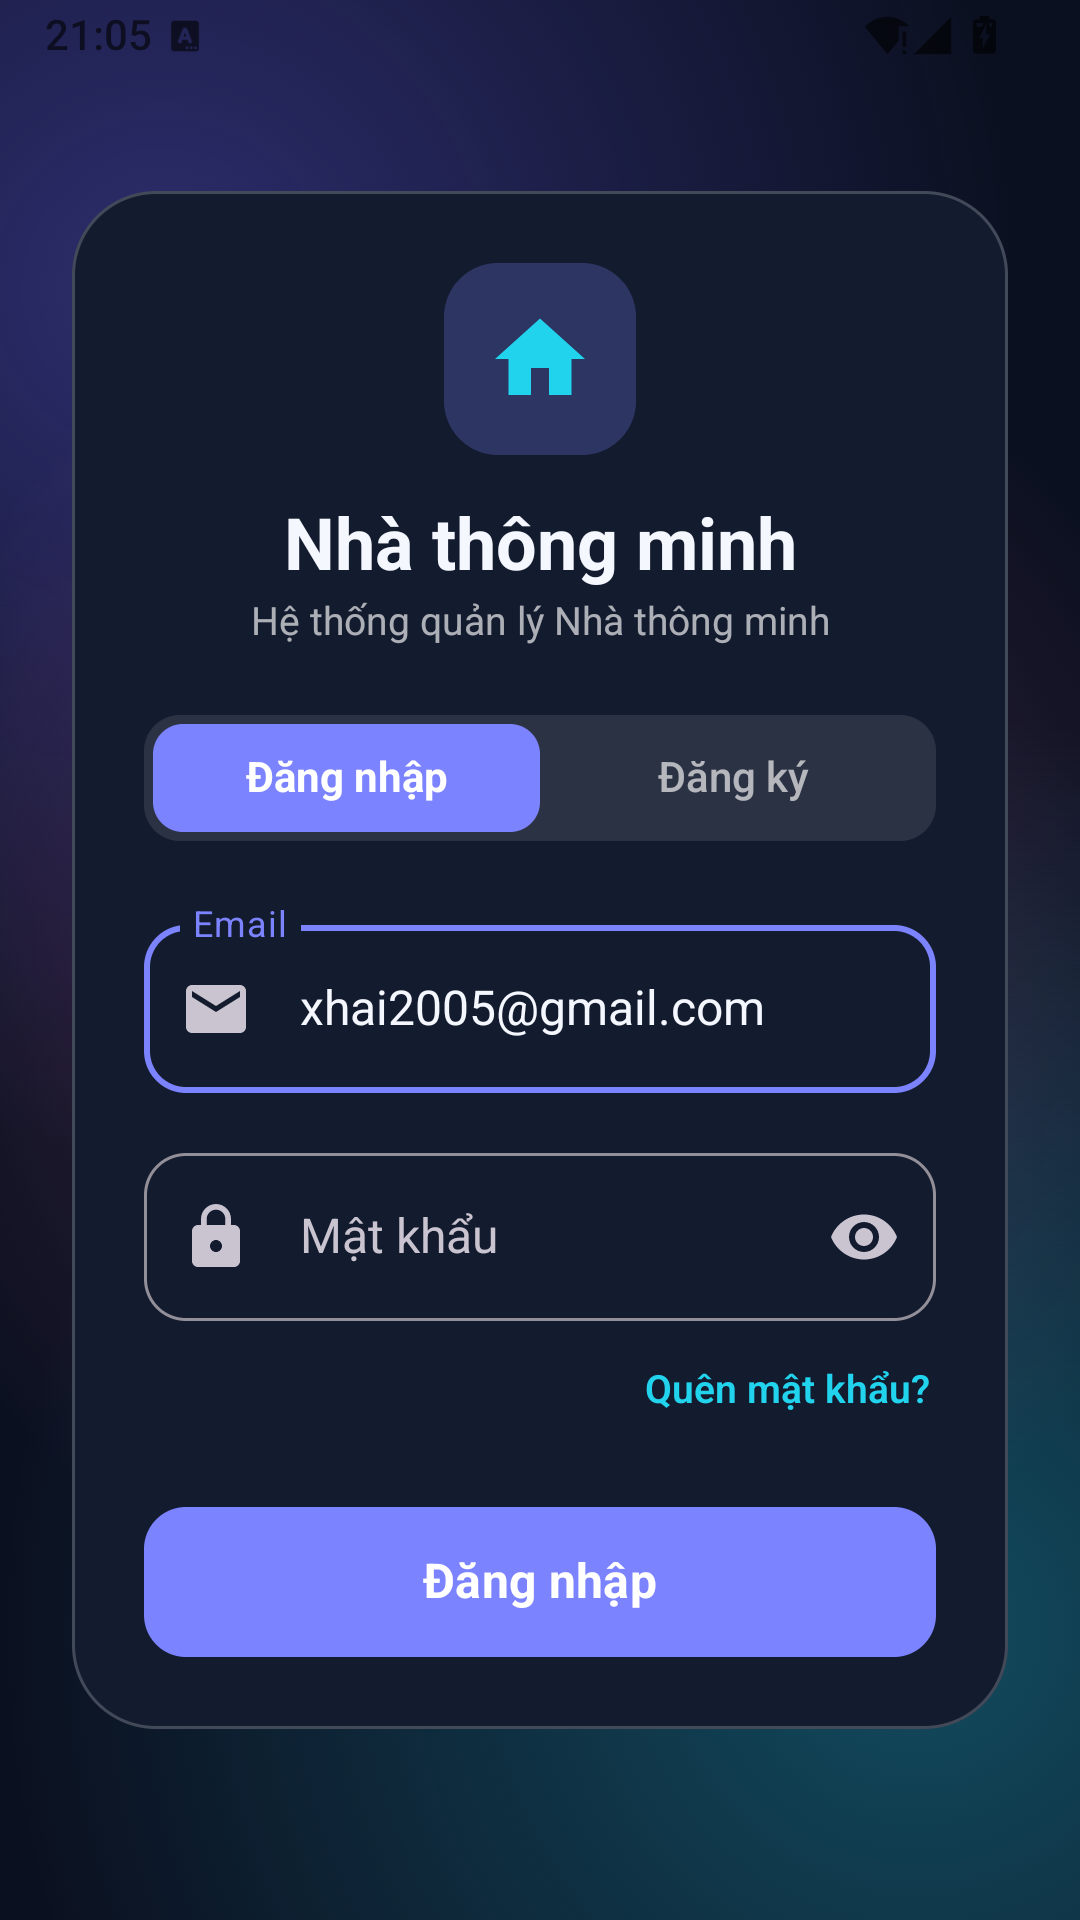 21:05
Nhà thông minh
Hệ thống quản lý Nhà thông minh
Đăng nhập
Đăng ký
Email
xhai2005@gmail.com
Mật khẩu
Quên mật khẩu?
Đăng nhập